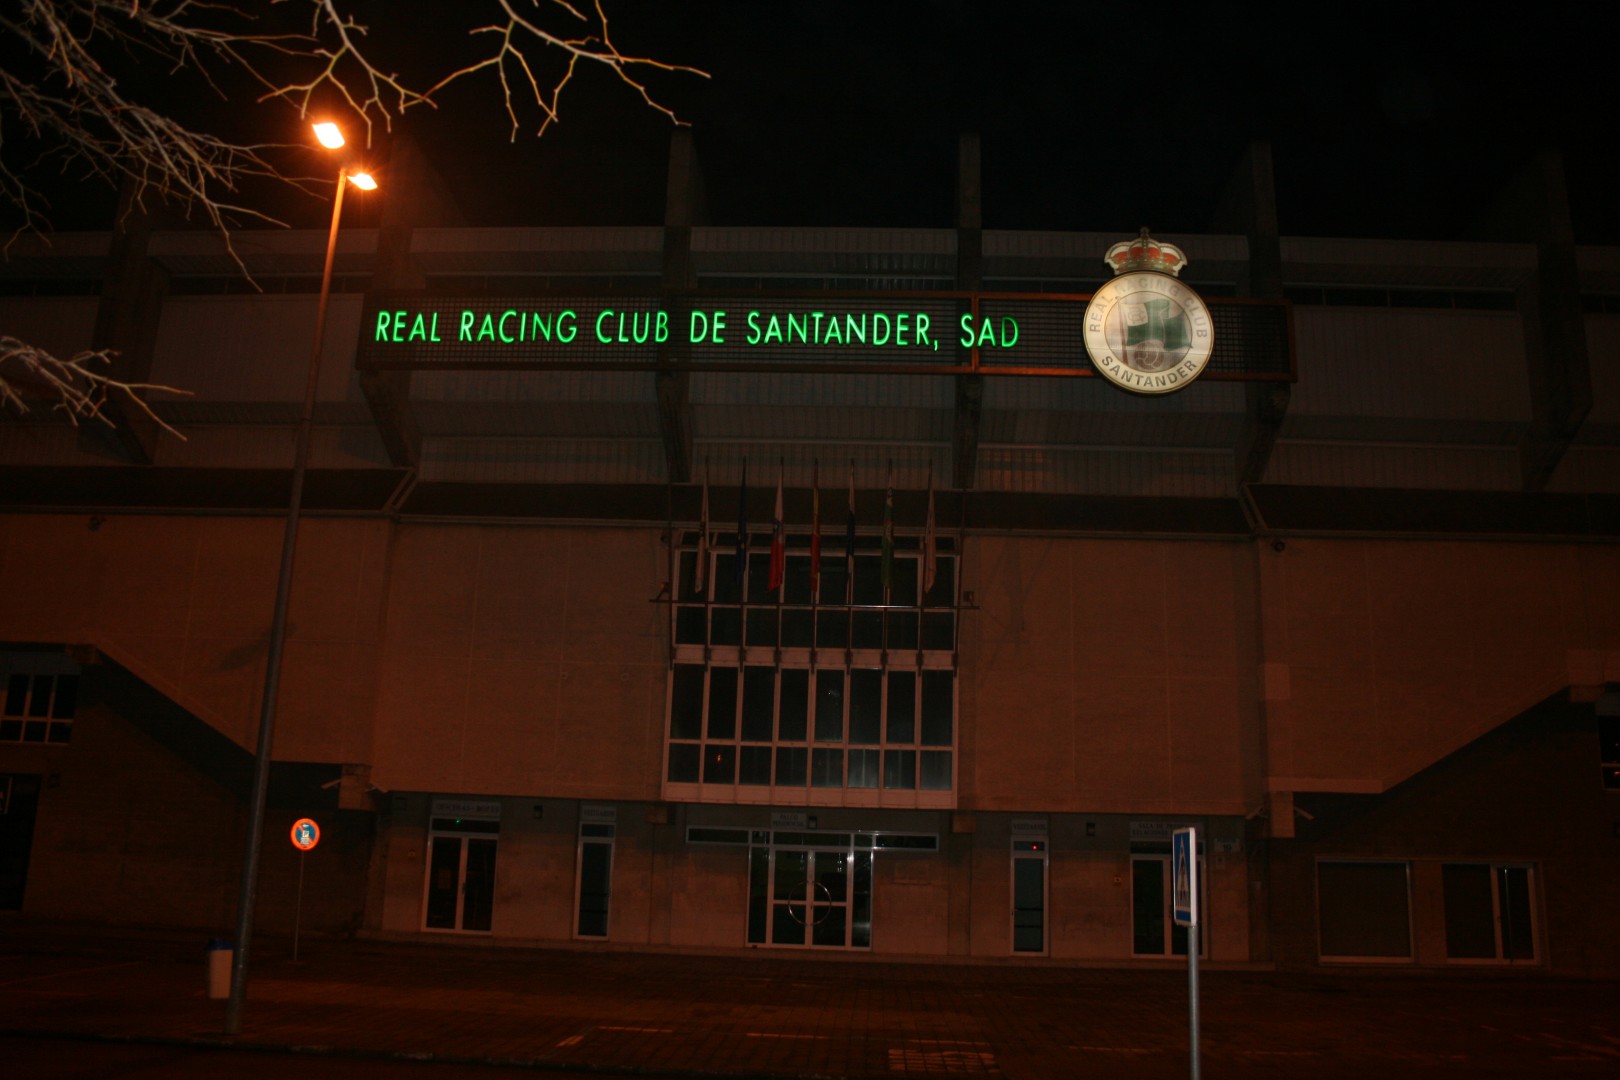 REAL RACING CLUB DE SANTANDER, SAD
REAL RACING CLUB
SANTANDER